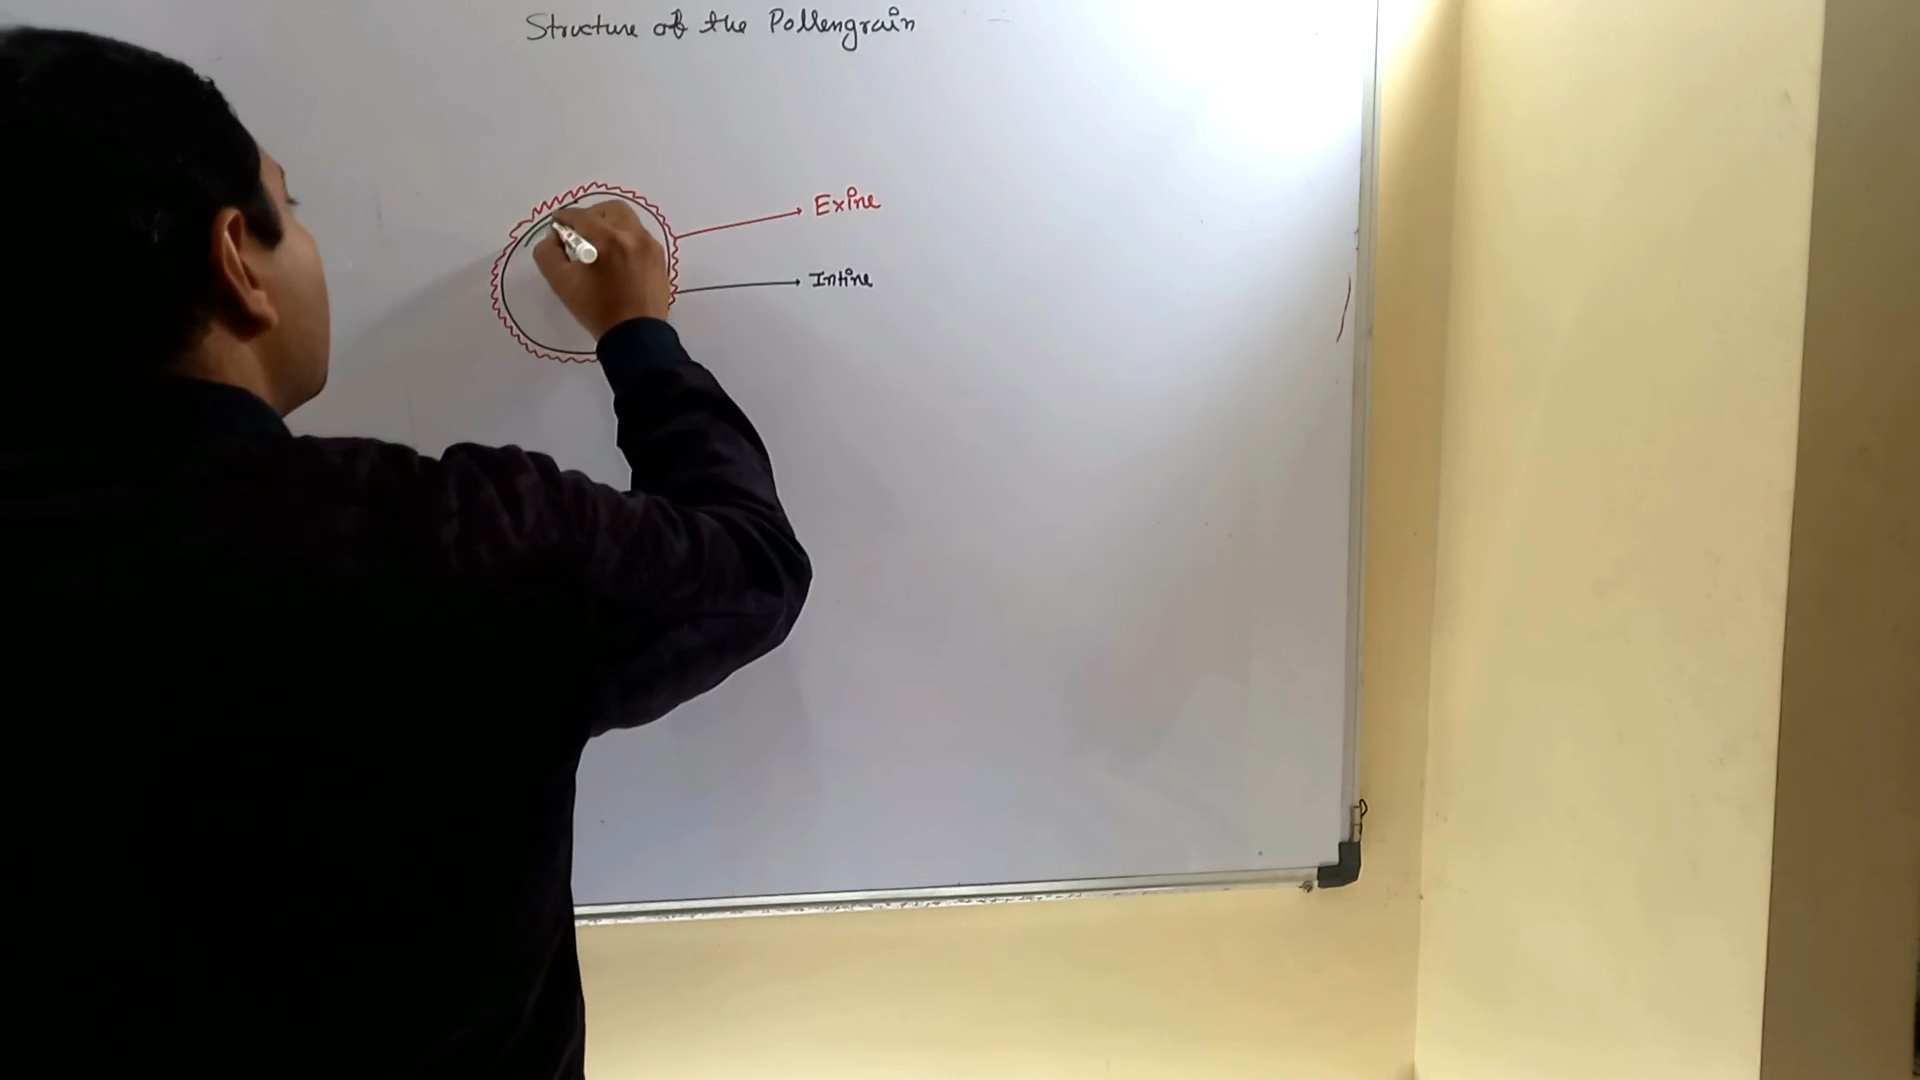 Structure of the Pollengrain
Exine
Intine